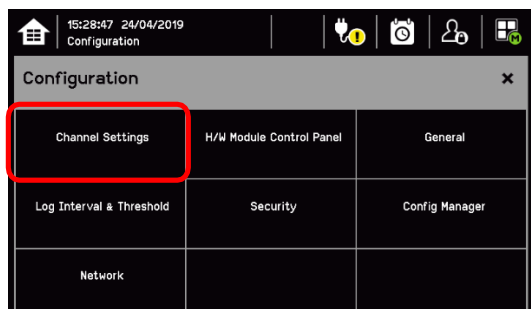 15:28:47 24/04/2019
Configuration
M
Configuration
Channel Settings
H/W Module Control Panel
General
Log Interval & Threshold
Security
Config Manager
Network